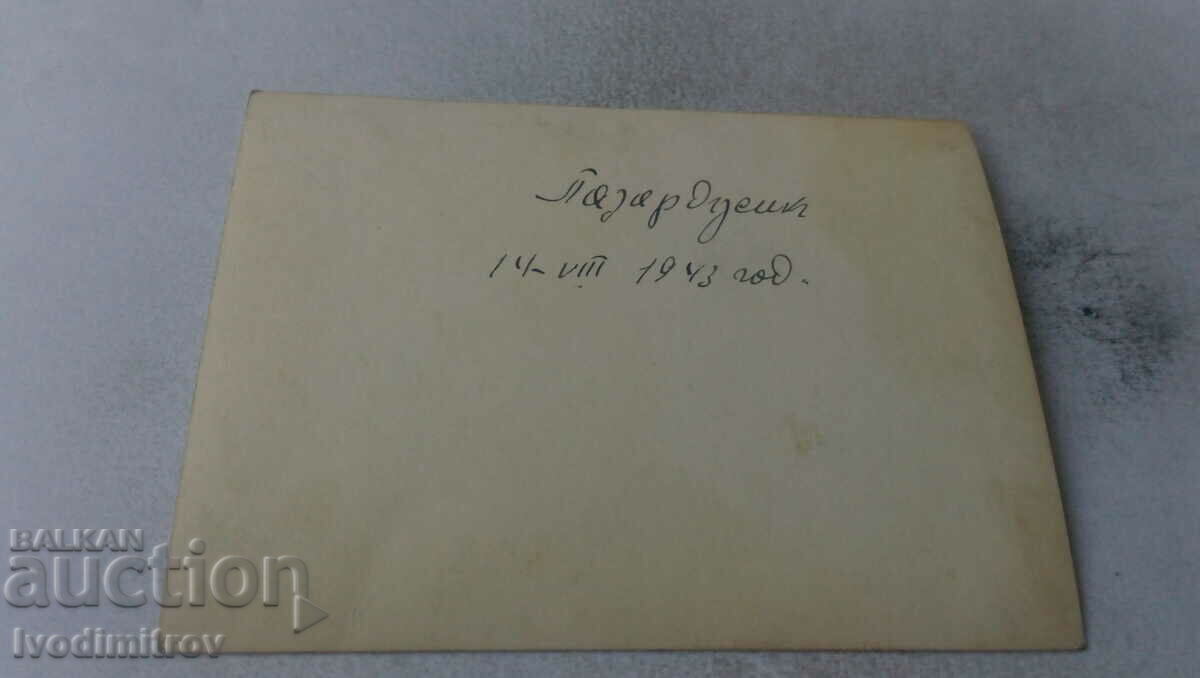 Пазарджик
14-VIII 1943 год.
BALKAN
auction
Ivodimitrov